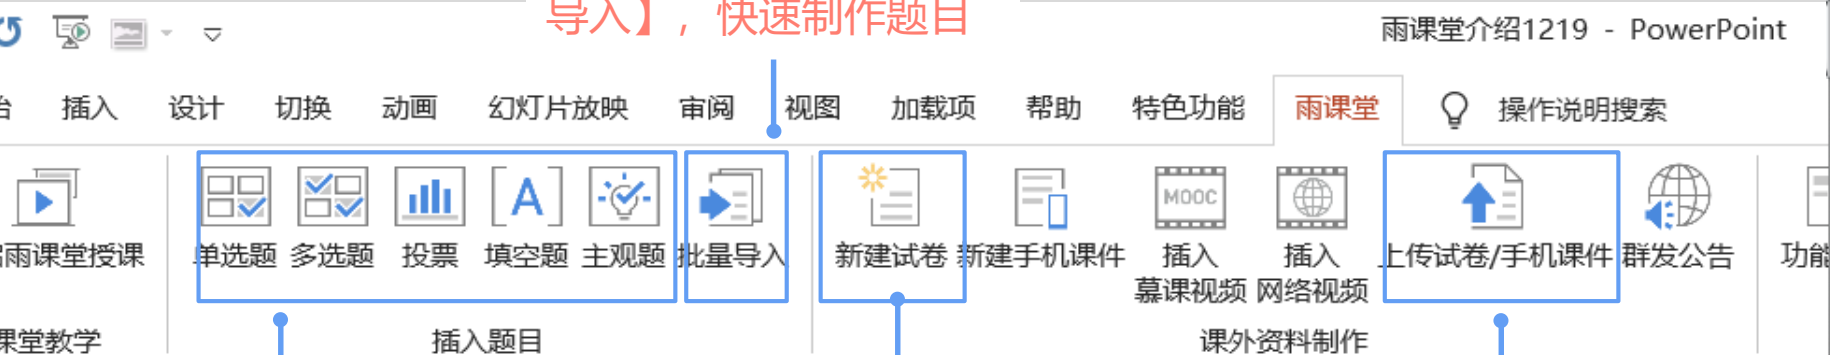 导入】，快速制作题目
雨课堂介绍1219 - PowerPoint
插入 设计 切换 动画 幻灯片放映 审阅 视图 加载项 帮助 特色功能 雨课堂 操作说明搜索
雨课堂授课 单选题 多选题 投票 填空题 主观题 批量导入 新建试卷 新建手机课件 MOOC 插入 插入 上传试卷/手机课件 群发公告 功能
慕课视频 网络视频
课堂教学 插入题目 课外资料制作